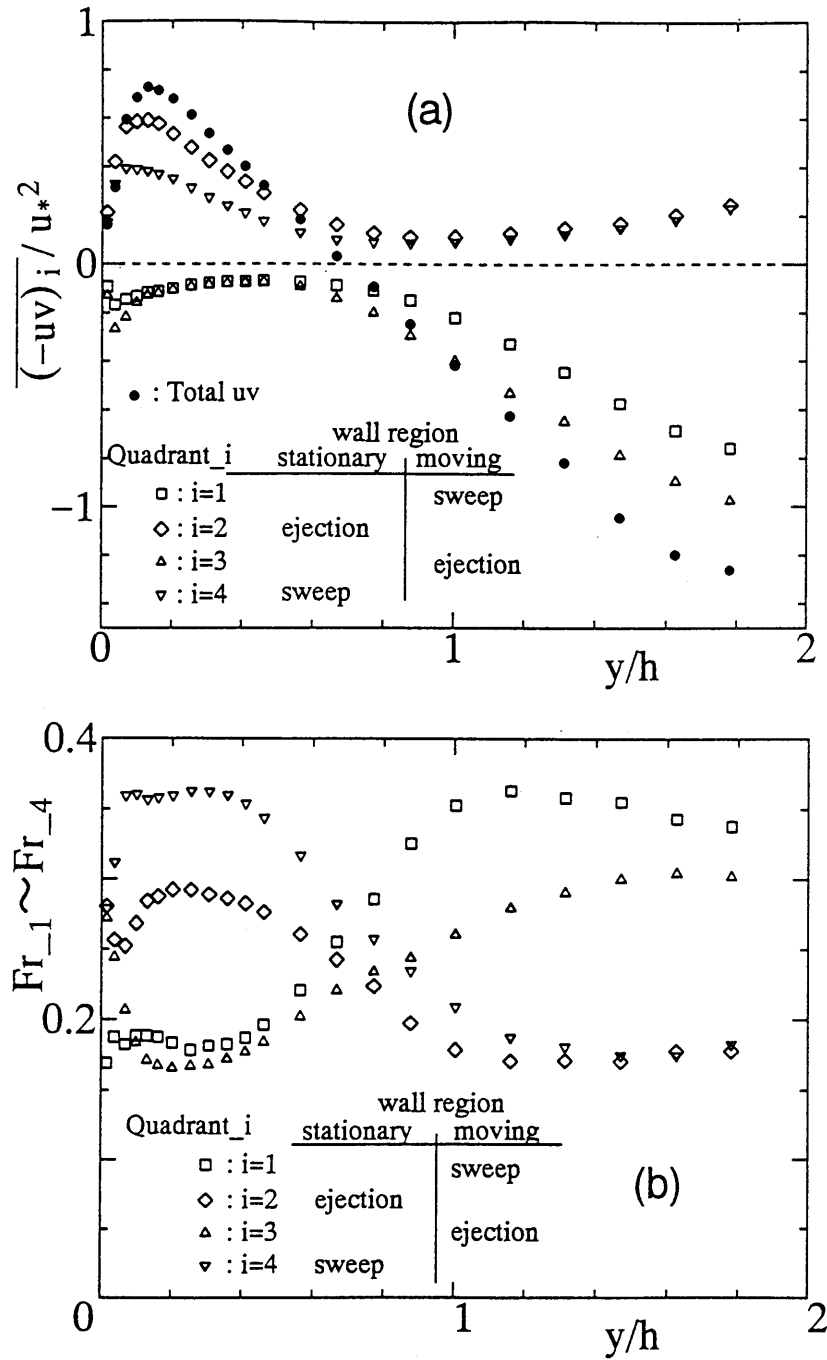 1
(a)
0
−1
(−uv)i / u*²
● : Total uv
wall region
Quadrant_i stationary moving
□ : i=1 sweep
◇ : i=2 ejection
△ : i=3 ejection
▽ : i=4 sweep
0 1 y/h 2
0.4
0.2
0
Fr_1~Fr_4
wall region
Quadrant_i stationary moving
□ : i=1 sweep
◇ : i=2 ejection
△ : i=3 ejection
▽ : i=4 sweep
(b)
1 y/h 2